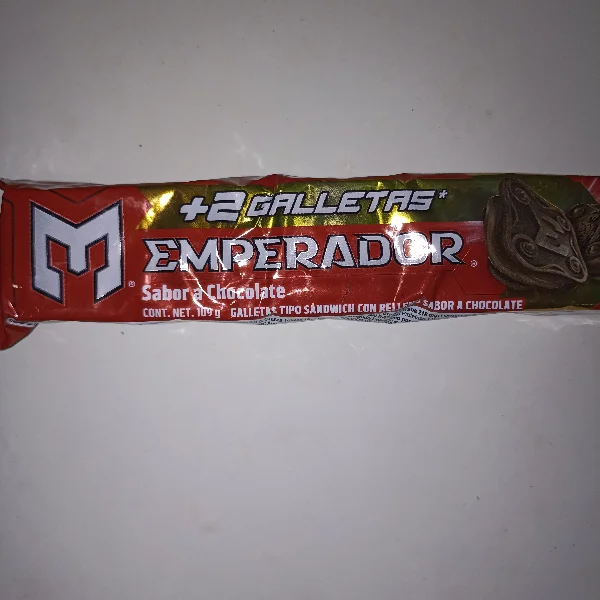 +2 GALLETAS*
M®
EMPERADOR®
Sabor a Chocolate
CONT. NET. 109 g GALLETAS TIPO SÁNDWICH CON RELLENO SABOR A CHOCOLATE